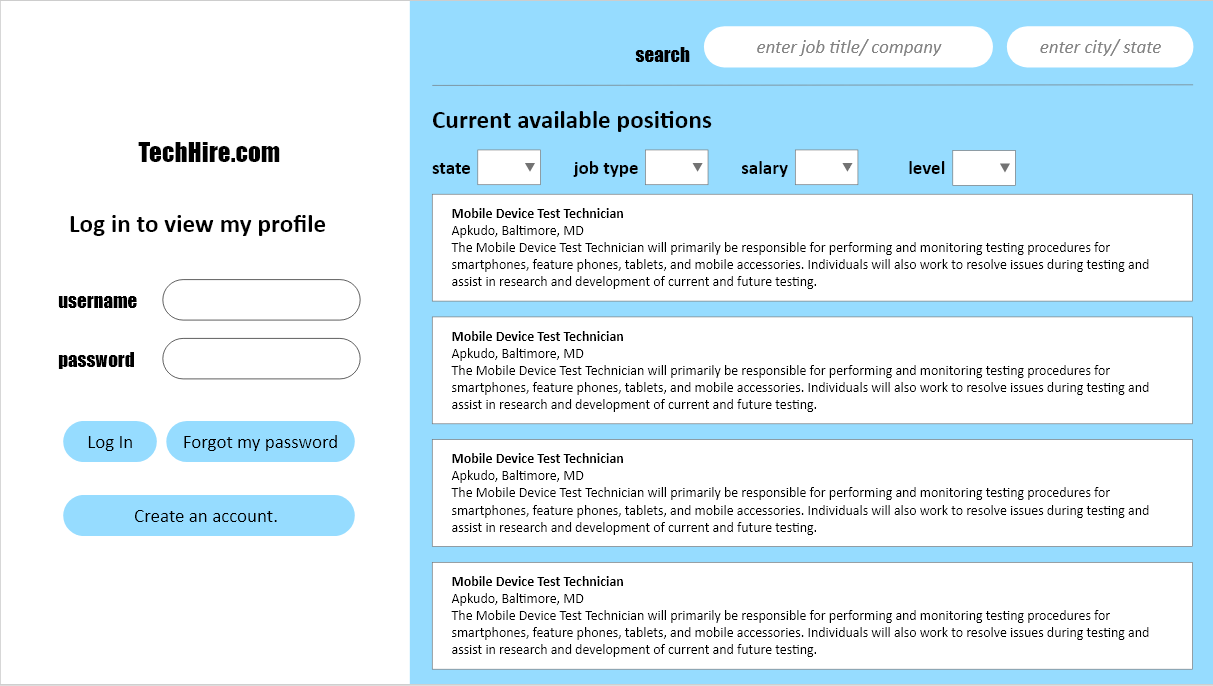 TechHire.com
Log in to view my profile
username
password
Log In
Forgot my password
Create an account.
search
enter job title/ company
enter city/ state
Current available positions
state
job type
salary
level
Mobile Device Test Technician
Apkudo, Baltimore, MD
The Mobile Device Test Technician will primarily be responsible for performing and monitoring testing procedures for
smartphones, feature phones, tablets, and mobile accessories. Individuals will also work to resolve issues during testing and
assist in research and development of current and future testing.
Mobile Device Test Technician
Apkudo, Baltimore, MD
The Mobile Device Test Technician will primarily be responsible for performing and monitoring testing procedures for
smartphones, feature phones, tablets, and mobile accessories. Individuals will also work to resolve issues during testing and
assist in research and development of current and future testing.
Mobile Device Test Technician
Apkudo, Baltimore, MD
The Mobile Device Test Technician will primarily be responsible for performing and monitoring testing procedures for
smartphones, feature phones, tablets, and mobile accessories. Individuals will also work to resolve issues during testing and
assist in research and development of current and future testing.
Mobile Device Test Technician
Apkudo, Baltimore, MD
The Mobile Device Test Technician will primarily be responsible for performing and monitoring testing procedures for
smartphones, feature phones, tablets, and mobile accessories. Individuals will also work to resolve issues during testing and
assist in research and development of current and future testing.